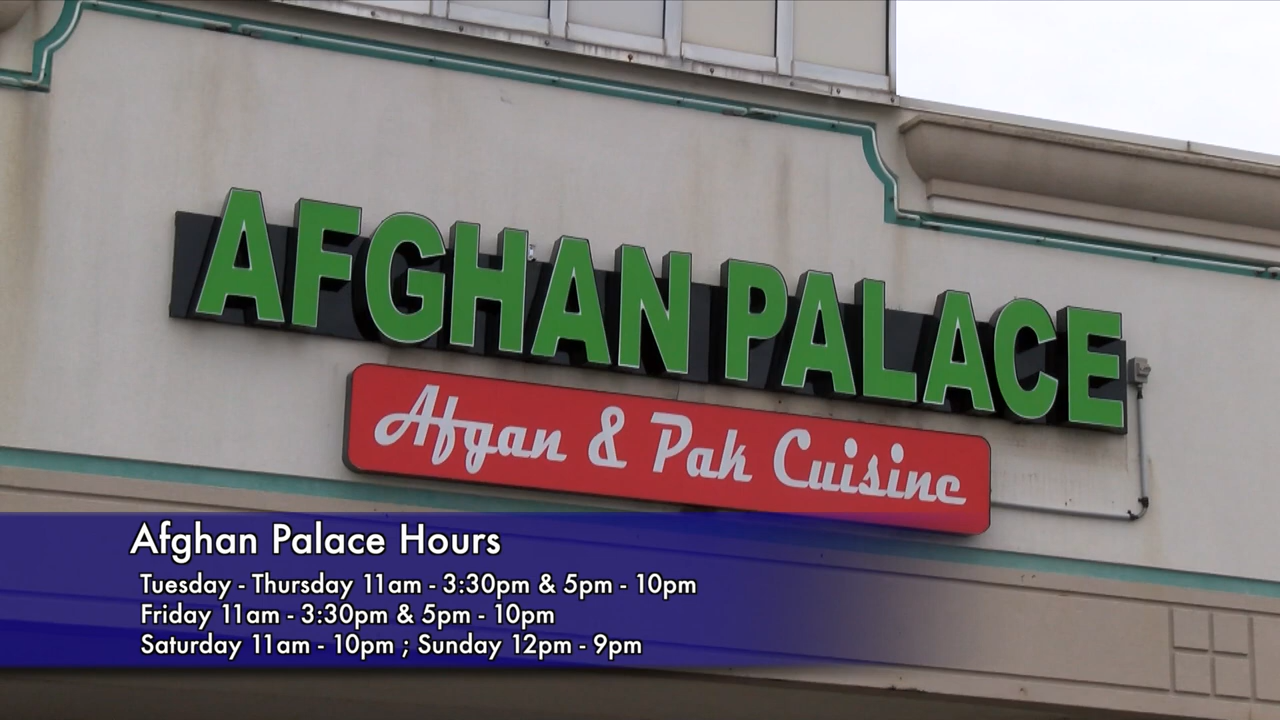 AFGHAN PALACE
Afgan & Pak Cuisine
Afghan Palace Hours
Tuesday - Thursday 11am - 3:30pm & 5pm - 10pm
Friday 11am - 3:30pm & 5pm - 10pm
Saturday 11am - 10pm ; Sunday 12pm - 9pm